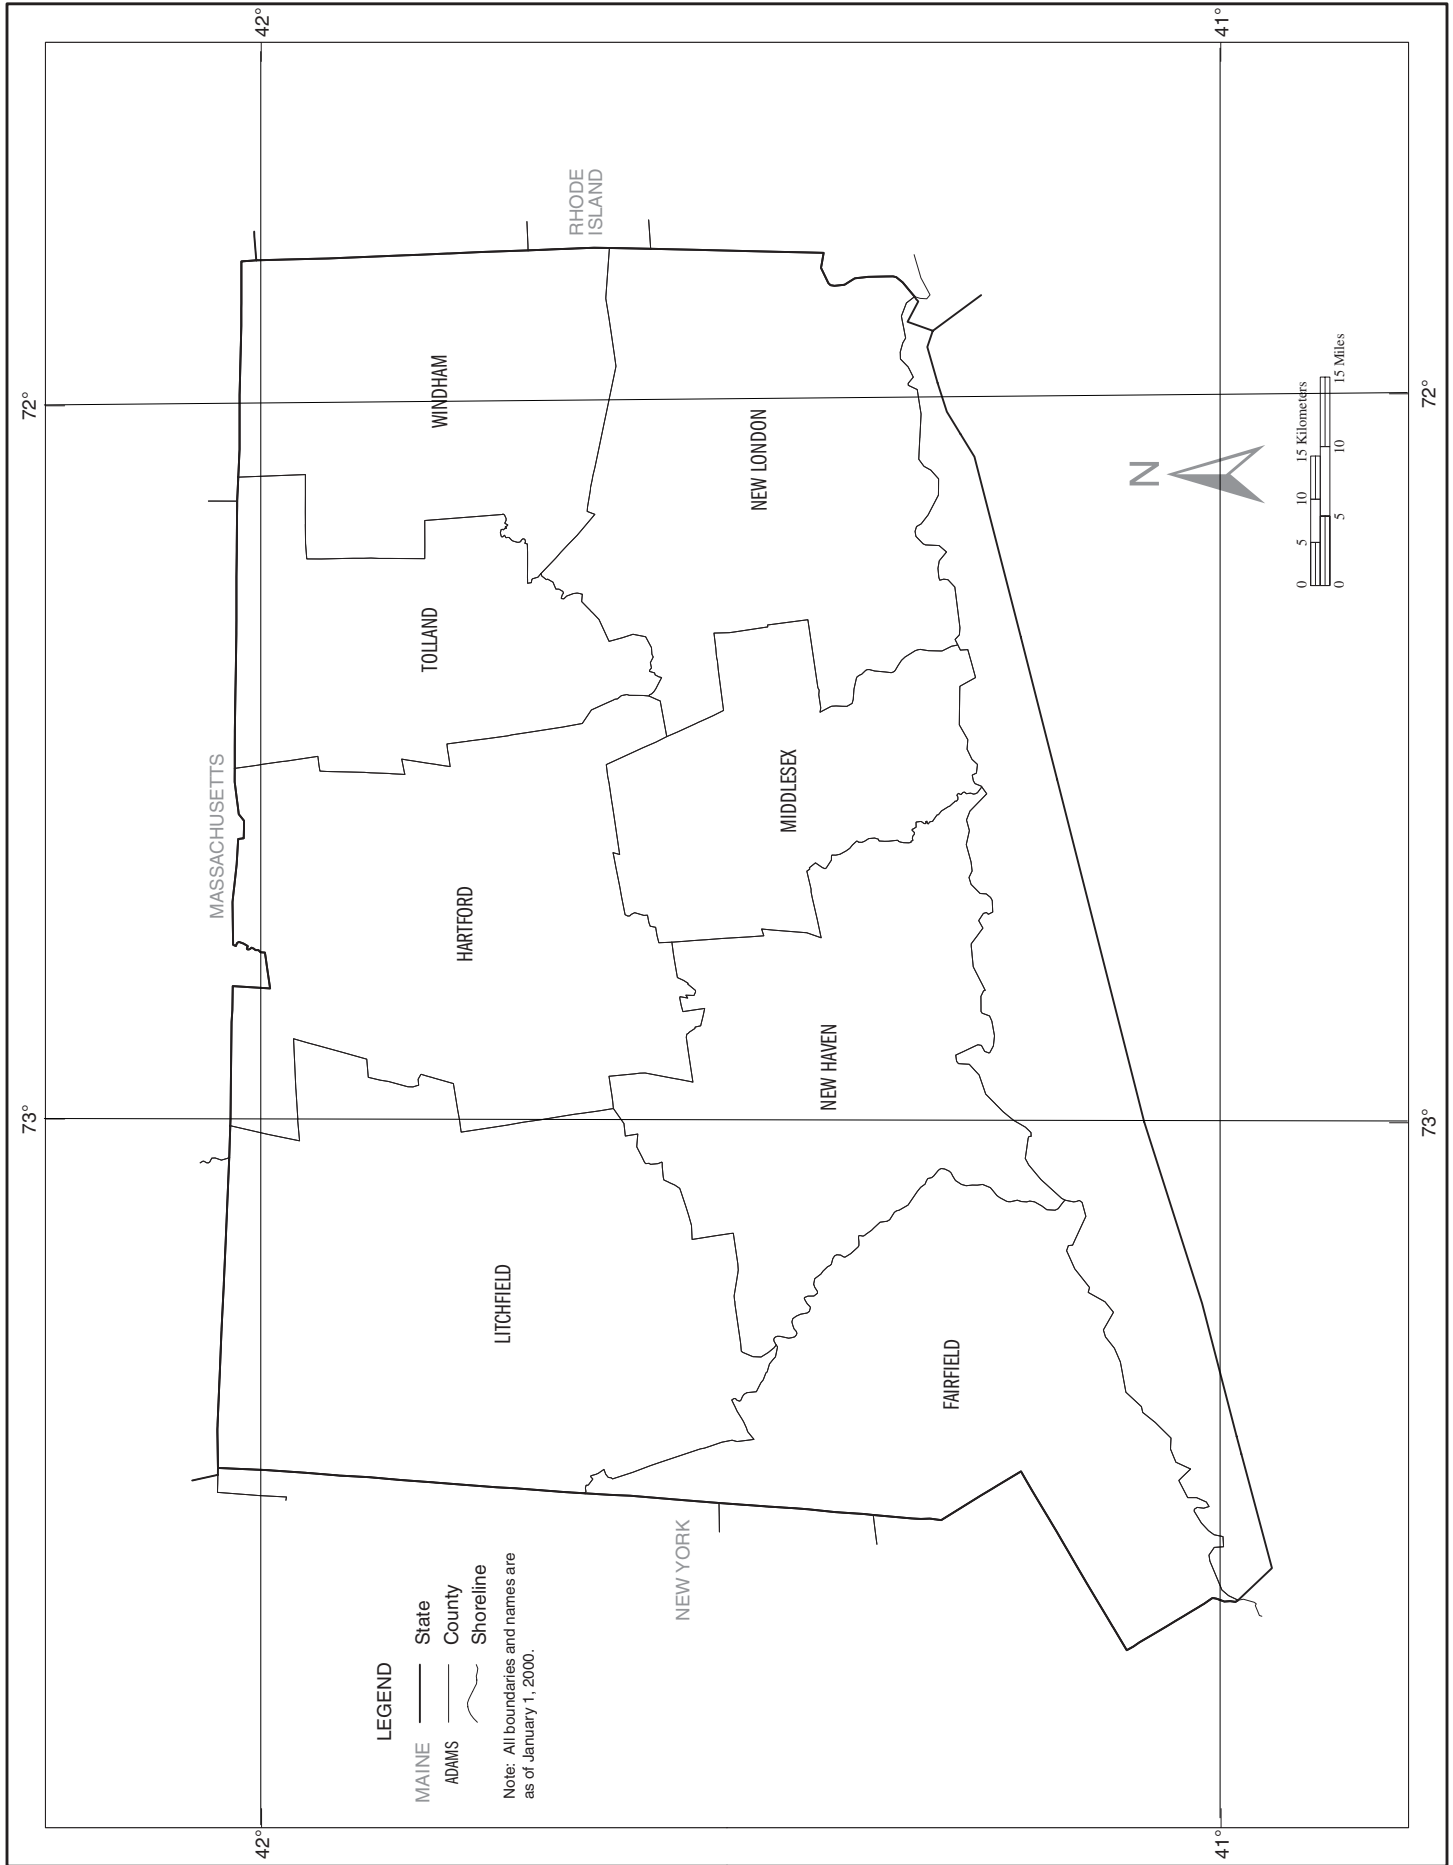 73°
72°
42°
42°
MASSACHUSETTS
LEGEND
MAINE
State
ADAMS
County
Shoreline
Note: All boundaries and names are
as of January 1, 2000.
TOLLAND
WINDHAM
HARTFORD
LITCHFIELD
RHODE
ISLAND
NEW YORK
NEW LONDON
MIDDLESEX
NEW HAVEN
FAIRFIELD
N
41°
41°
0 5 10 15 Kilometers
0 5 10 15 Miles
73°
72°